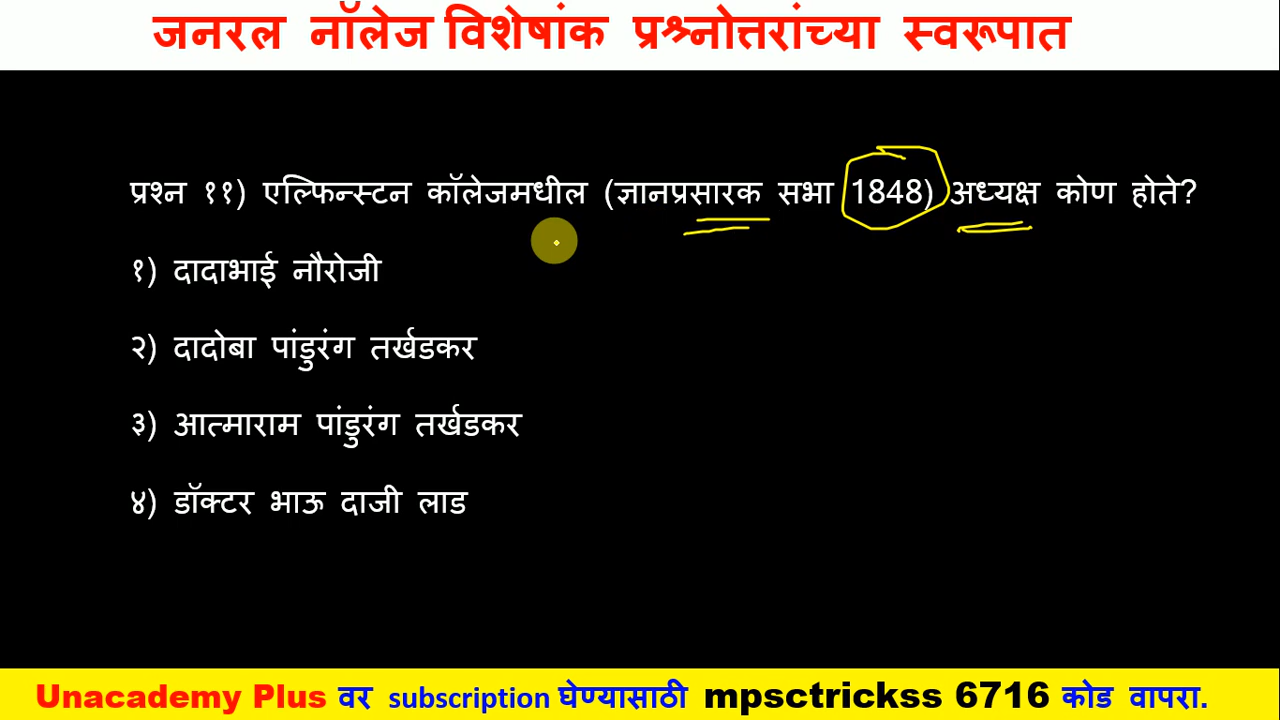 जनरल नॉलेज विशेषांक प्रश्नोत्तरांच्या स्वरूपात
प्रश्न ११) एल्फिन्स्टन कॉलेजमधील (ज्ञानप्रसारक सभा 1848) अध्यक्ष कोण होते?
१) दादाभाई नौरोजी
२) दादोबा पांडुरंग तर्खडकर
३) आत्माराम पांडुरंग तर्खडकर
४) डॉक्टर भाऊ दाजी लाड
Unacademy Plus वर subscription घेण्यासाठी mpsctrickss 6716 कोड वापरा.